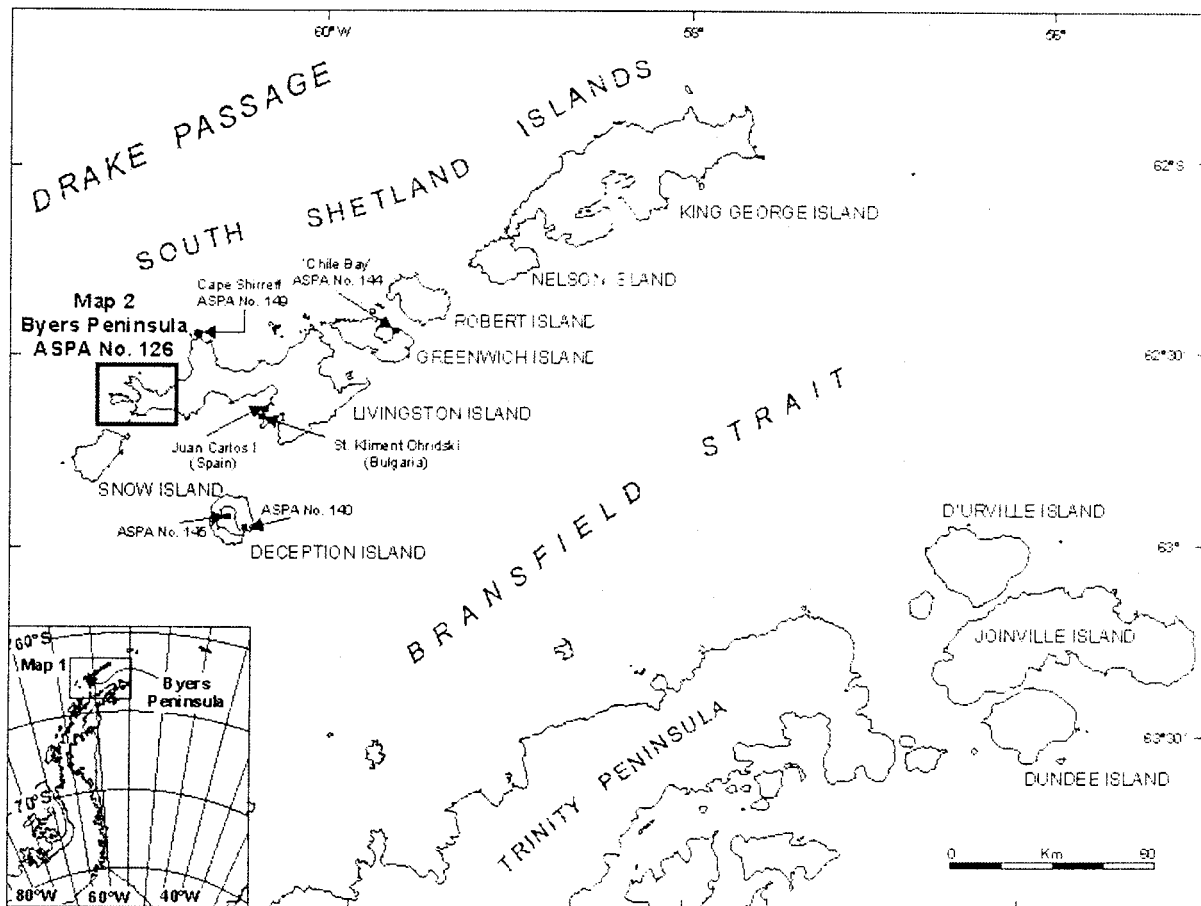 60° W
58°
56°
DRAKE PASSAGE
SOUTH SHETLAND ISLANDS
62° S
KING GEORGE ISLAND
NELSON ISLAND
'Chile Bay'
ASPA No. 144
Cape Shirreff
ASPA No. 149
Map 2
Byers Peninsula
ASPA No. 126
ROBERT ISLAND
GREENWICH ISLAND
62° 30'
LIVINGSTON ISLAND
Juan Carlos I
(Spain)
St. Kliment Ohridski
(Bulgaria)
SNOW ISLAND
ASPA No. 140
ASPA No. 145
DECEPTION ISLAND
BRANSFIELD STRAIT
D'URVILLE ISLAND
63°
JOINVILLE ISLAND
63° 30'
DUNDEE ISLAND
TRINITY PENINSULA
60°S
Map 1
Byers
Peninsula
70°S
80°W 60°W 40°W
0 Km 60